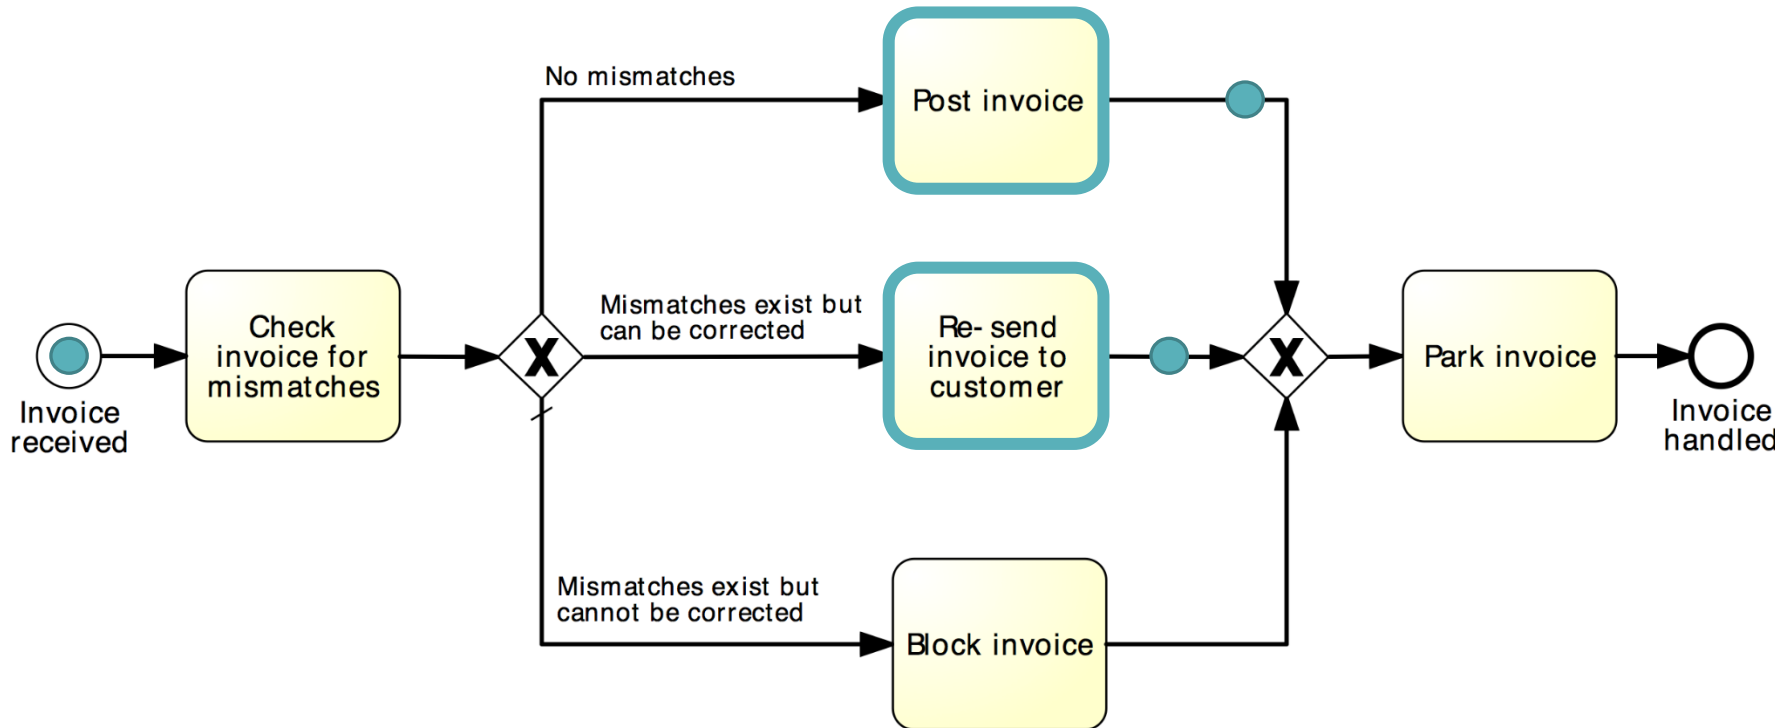 No mismatches
Post invoice
Mismatches exist but
can be corrected
Check
invoice for
mismatches
X
Re-send
invoice to
customer
X
Park invoice
Invoice
received
Invoice
handled
Mismatches exist but
cannot be corrected
Block invoice